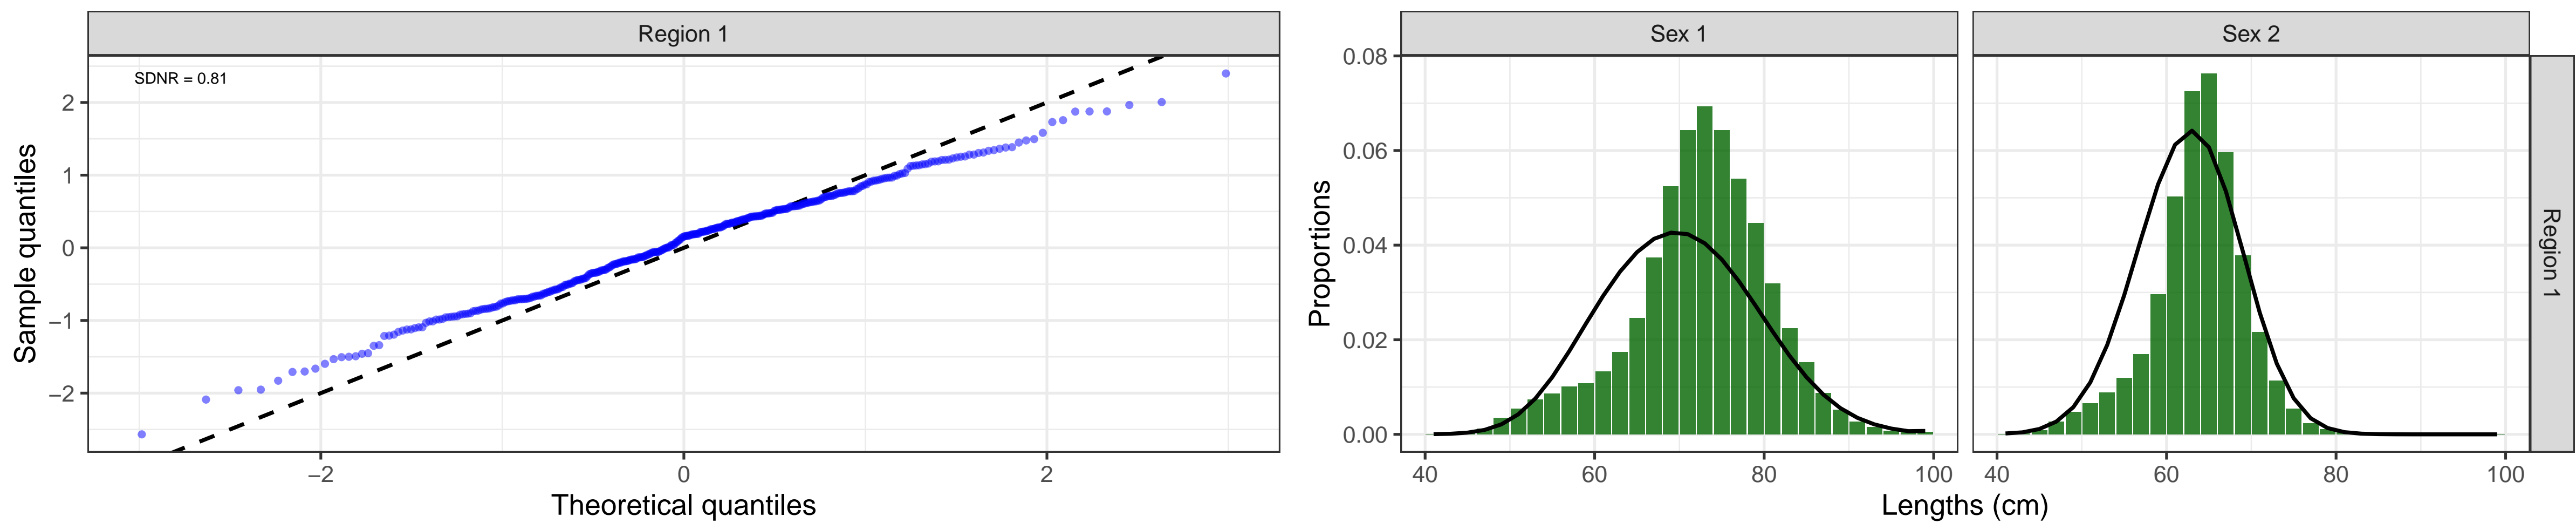 Region 1
SDNR = 0.81
2
1
0
−1
−2
−2
0
2
Theoretical quantiles
Sample quantiles
Sex 1
Sex 2
Region 1
0.08
0.06
0.04
0.02
0.00
40
60
80
100
40
60
80
100
Lengths (cm)
Proportions